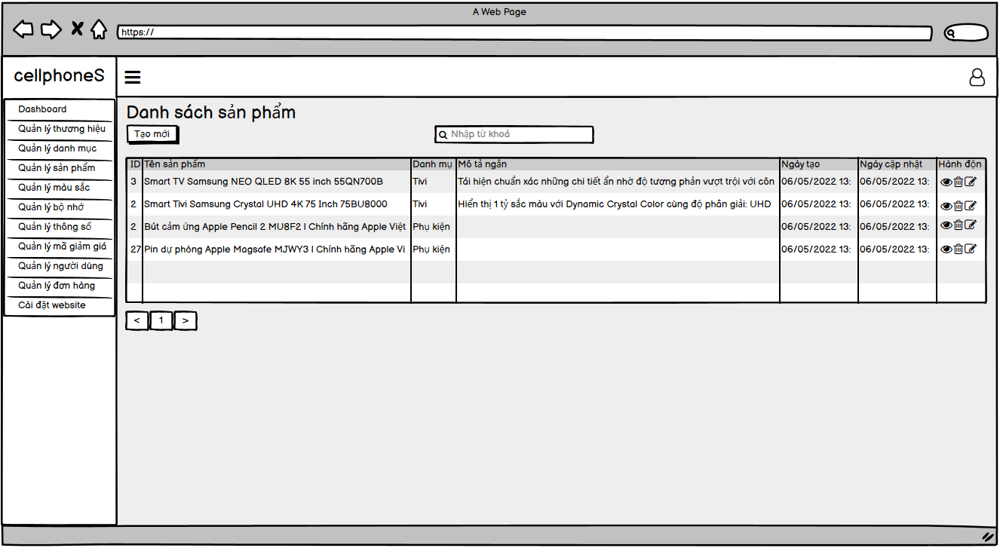 A Web Page
https://
cellphoneS
Dashboard
Quản lý thương hiệu
Quản lý danh mục
Quản lý sản phẩm
Quản lý màu sắc
Quản lý bộ nhớ
Quản lý thông số
Quản lý mã giảm giá
Quản lý người dùng
Quản lý đơn hàng
Cài đặt website
Danh sách sản phẩm
Tạo mới
Nhập từ khoá
ID Tên sản phẩm Danh mụ Mô tả ngắn Ngày tạo Ngày cập nhật Hành độn
3 Smart TV Samsung NEO QLED 8K 55 inch 55QN700B Tivi Tái hiện chuẩn xác những chi tiết ẩn nhờ độ tương phản vượt trội với côn 06/05/2022 13: 06/05/2022 13:
2 Smart Tivi Samsung Crystal UHD 4K 75 Inch 75BU8000 Tivi Hiển thị 1 tỷ sắc màu với Dynamic Crystal Color cùng độ phân giải: UHD 06/05/2022 13: 06/05/2022 13:
2 Bút cảm ứng Apple Pencil 2 MU8F2 I Chính hãng Apple Việt Phụ kiện 06/05/2022 13: 06/05/2022 13:
27 Pin dự phòng Apple Magsafe MJWY3 I Chính hãng Apple Vi Phụ kiện 06/05/2022 13: 06/05/2022 13:
< 1 >